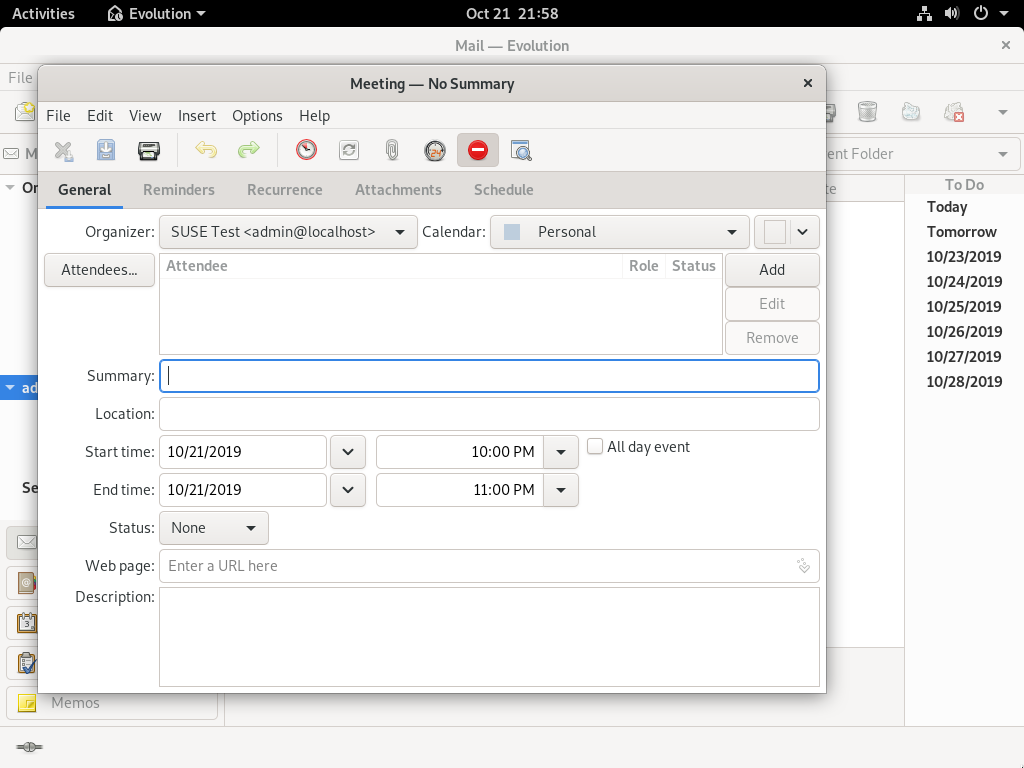 Activities Evolution Oct 21 21:58
Mail — Evolution
File
Meeting — No Summary
File Edit View Insert Options Help
General Reminders Recurrence Attachments Schedule
Organizer: SUSE Test <admin@localhost> Calendar: Personal
Attendees... Attendee Role Status Add
Edit
Remove
Summary:
Location:
Start time: 10/21/2019 10:00 PM All day event
End time: 10/21/2019 11:00 PM
Status: None
Web page: Enter a URL here
Description:
Memos
Folder
To Do
Today
Tomorrow
10/23/2019
10/24/2019
10/25/2019
10/26/2019
10/27/2019
10/28/2019